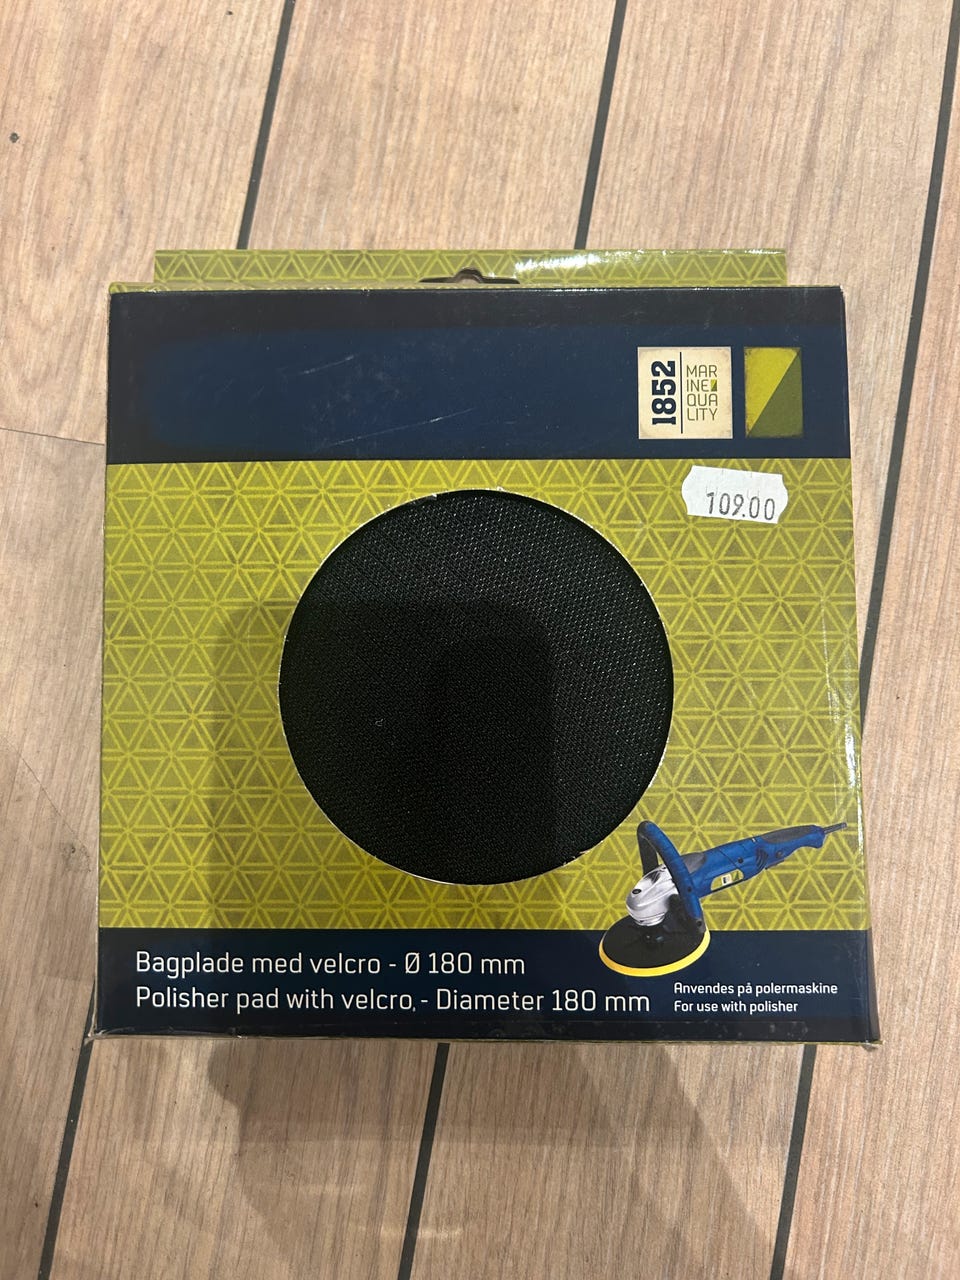 1852
MAR
INE
QUA
LITY
109.00
Bagplade med velcro - Ø 180 mm
Polisher pad with velcro, - Diameter 180 mm
Anvendes på polermaskine
For use with polisher